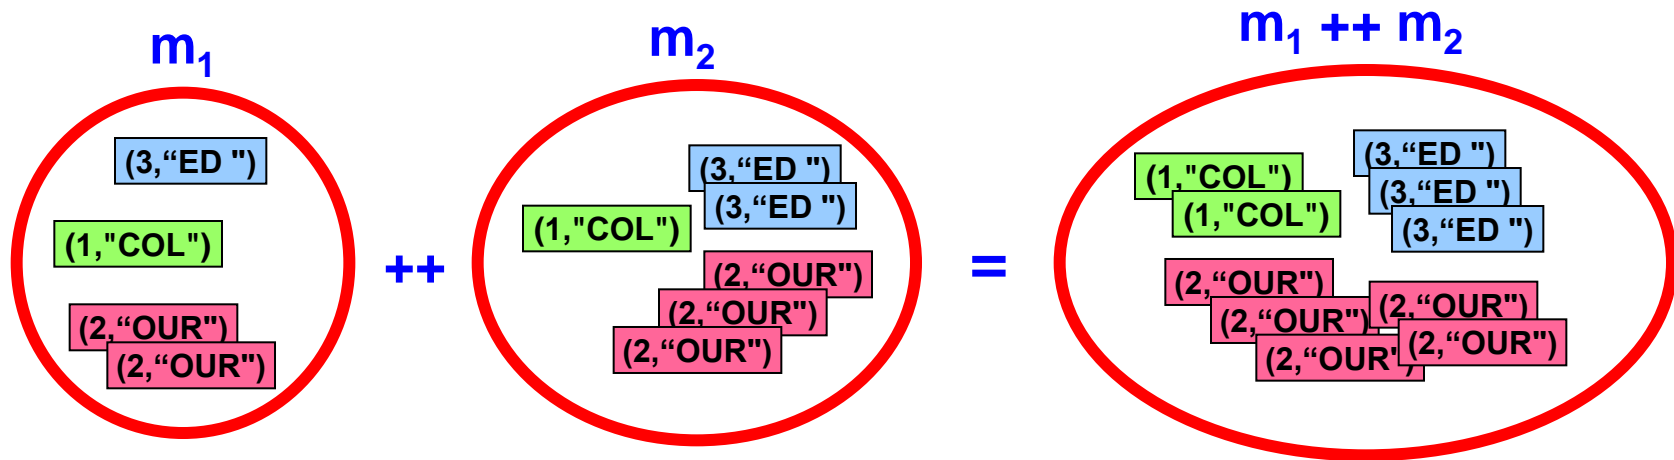 m₁
(3,“ED ")
(1,"COL")
(2,“OUR")
(2,“OUR")
++
m₂
(3,“ED ")
(3,“ED ")
(1,"COL")
(2,“OUR")
(2,“OUR")
(2,“OUR")
=
m₁ ++ m₂
(1,"COL")
(1,"COL")
(3,“ED ")
(3,“ED ")
(3,“ED ")
(2,“OUR")
(2,“OUR")
(2,“OUR")
(2,“OUR")
(2,“OUR")